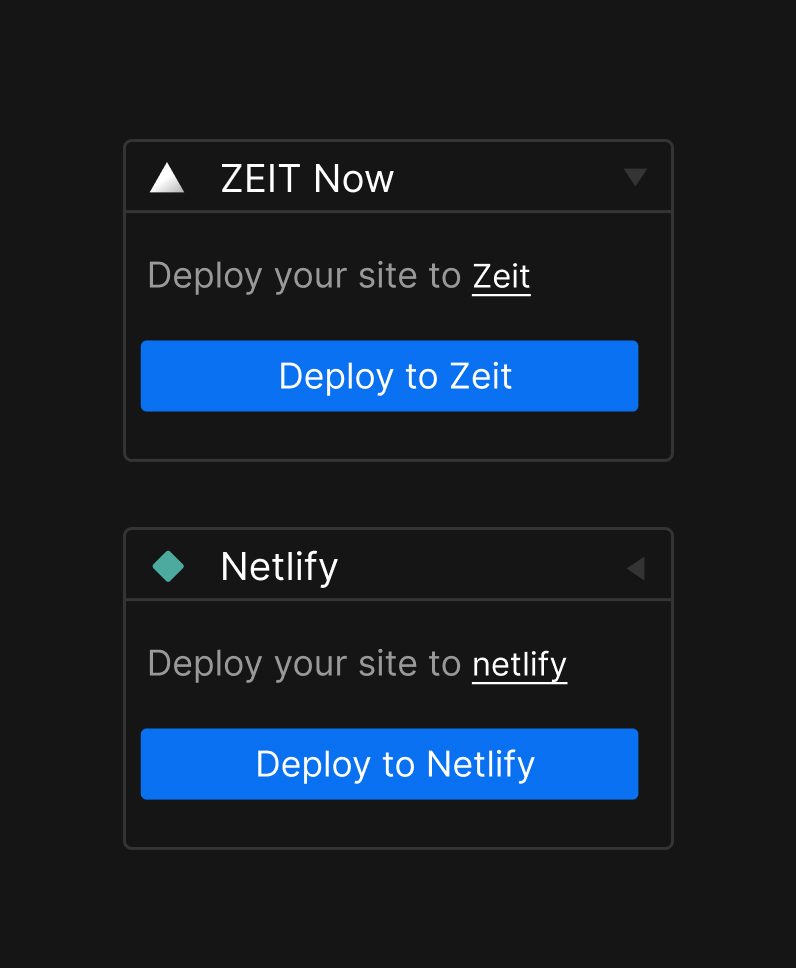 ZEIT Now
Deploy your site to Zeit
Deploy to Zeit
Netlify
Deploy your site to netlify
Deploy to Netlify